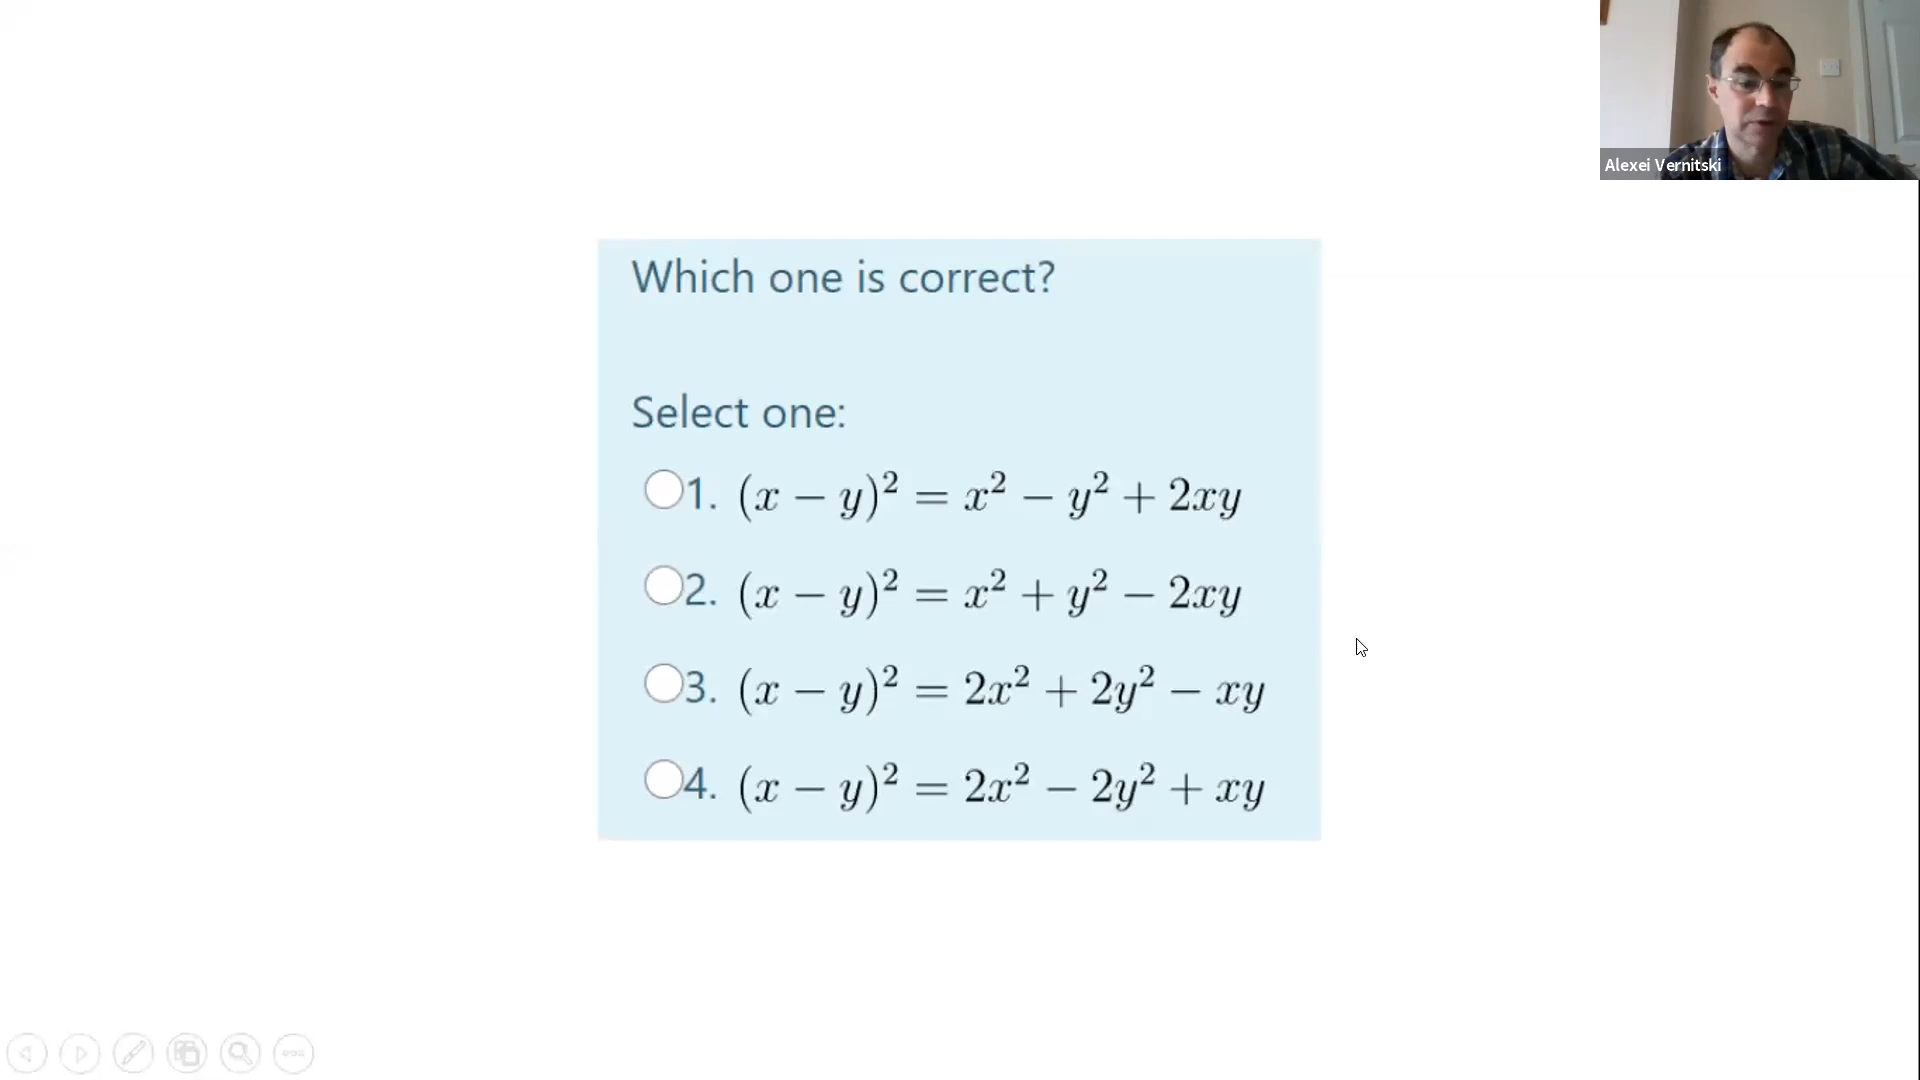 Alexei Vernitski
Which one is correct?
Select one:
1. (x − y)² = x² − y² + 2xy
2. (x − y)² = x² + y² − 2xy
3. (x − y)² = 2x² + 2y² − xy
4. (x − y)² = 2x² − 2y² + xy